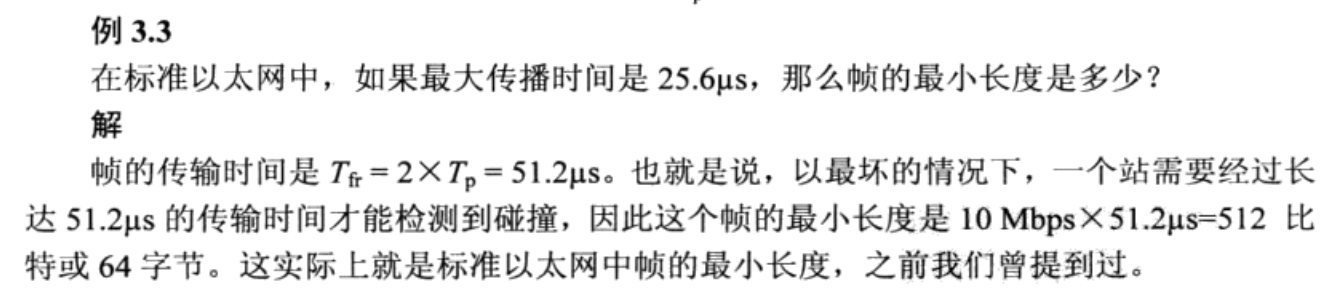 例 3.3
在标准以太网中，如果最大传播时间是 25.6μs，那么帧的最小长度是多少？
解
帧的传输时间是 Tfr = 2×Tp = 51.2μs。也就是说，以最坏的情况下，一个站需要经过长
达 51.2μs 的传输时间才能检测到碰撞，因此这个帧的最小长度是 10 Mbps×51.2μs=512 比
特或 64 字节。这实际上就是标准以太网中帧的最小长度，之前我们曾提到过。